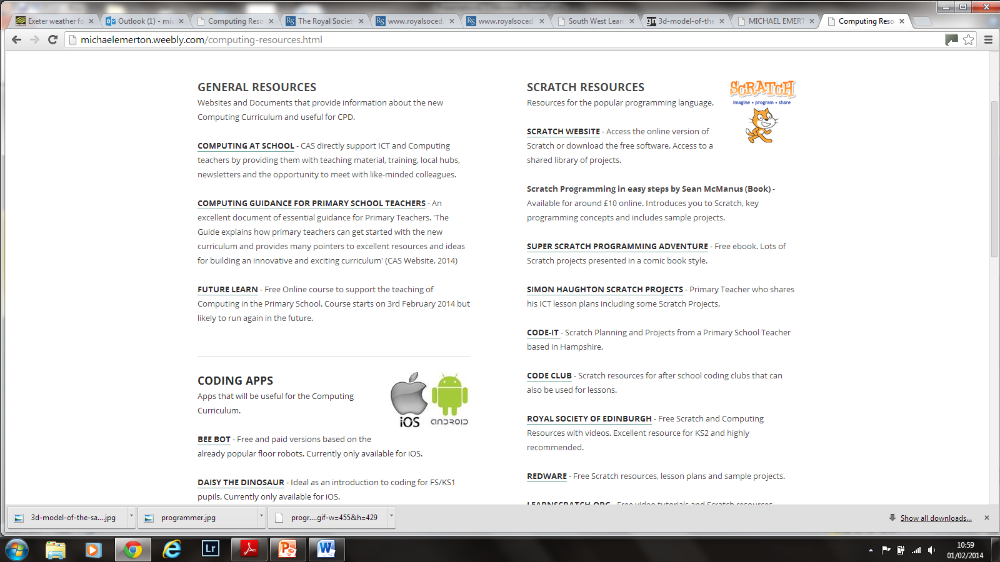 Exeter weather fo
Outlook (1) - mic
Computing Reso
The Royal Society
www.royalsoced.
www.royalsoced.
South West Learn
3d-model-of-the
MICHAEL EMERT
Computing Reso
michaelemerton.weebly.com/computing-resources.html
GENERAL RESOURCES
Websites and Documents that provide information about the new
Computing Curriculum and useful for CPD.
COMPUTING AT SCHOOL - CAS directly support ICT and Computing
teachers by providing them with teaching material, training, local hubs,
newsletters and the opportunity to meet with like-minded colleagues.
COMPUTING GUIDANCE FOR PRIMARY SCHOOL TEACHERS - An
excellent document of essential guidance for Primary Teachers. 'The
Guide explains how primary teachers can get started with the new
curriculum and provides many pointers to excellent resources and ideas
for building an innovative and exciting curriculum' (CAS Website, 2014)
FUTURE LEARN - Free Online course to support the teaching of
Computing in the Primary School. Course starts on 3rd February 2014 but
likely to run again in the future.
CODING APPS
Apps that will be useful for the Computing
Curriculum.
iOS
ANDROID
BEE BOT - Free and paid versions based on the
already popular floor robots. Currently only available for iOS.
DAISY THE DINOSAUR - Ideal as an introduction to coding for FS/KS1
pupils. Currently only available for iOS.
SCRATCH RESOURCES
Resources for the popular programming language.
SCRATCH
imagine • program • share
SCRATCH WEBSITE - Access the online version of
Scratch or download the free software. Access to a
shared library of projects.
Scratch Programming in easy steps by Sean McManus (Book) -
Available for around £10 online. Introduces you to Scratch, key
programming concepts and includes sample projects.
SUPER SCRATCH PROGRAMMING ADVENTURE - Free ebook. Lots of
Scratch projects presented in a comic book style.
SIMON HAUGHTON SCRATCH PROJECTS - Primary Teacher who shares
his ICT lesson plans including some Scratch Projects.
CODE-IT - Scratch Planning and Projects from a Primary School Teacher
based in Hampshire.
CODE CLUB - Scratch resources for after school coding clubs that can
also be used for lessons.
ROYAL SOCIETY OF EDINBURGH - Free Scratch and Computing
Resources with videos. Excellent resource for KS2 and highly
recommended.
REDWARE - Free Scratch resources, lesson plans and sample projects.
LEARNSCRATCH.ORG - Free video tutorials and Scratch resources
3d-model-of-the-sa....jpg
programmer.jpg
progr....gif-w=455&h=429
Show all downloads...
Lr
10:59
01/02/2014